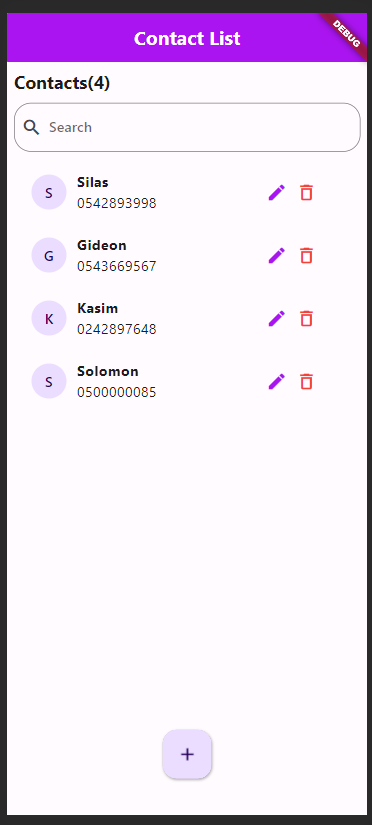 Contact List
DEBUG
Contacts(4)
Search
S
Silas
0542893998
G
Gideon
0543669567
K
Kasim
0242897648
S
Solomon
0500000085
+